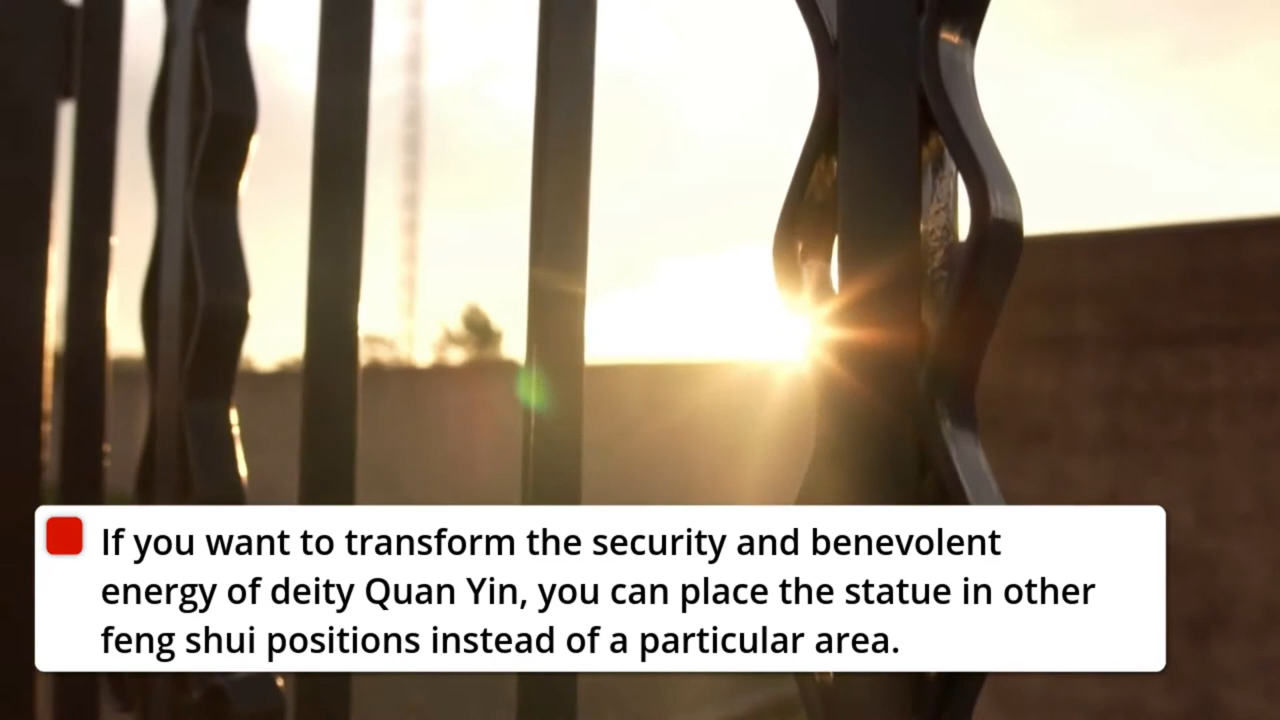 If you want to transform the security and benevolent
energy of deity Quan Yin, you can place the statue in other
feng shui positions instead of a particular area.